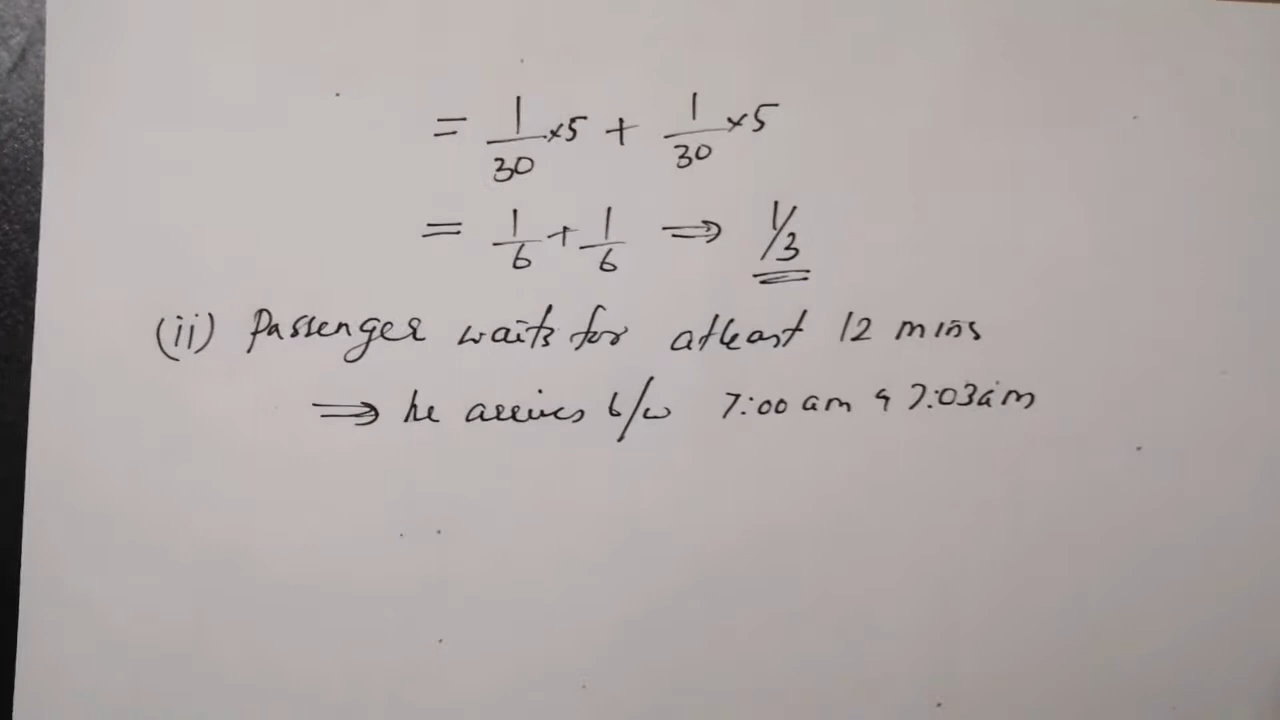 = 1/30 ×5 + 1/30 ×5
= 1/6 + 1/6 ⟹ 1/3
(ii) Passenger waits for atleast 12 mins
⟹ he arrives b/w 7:00 am & 7:03 am